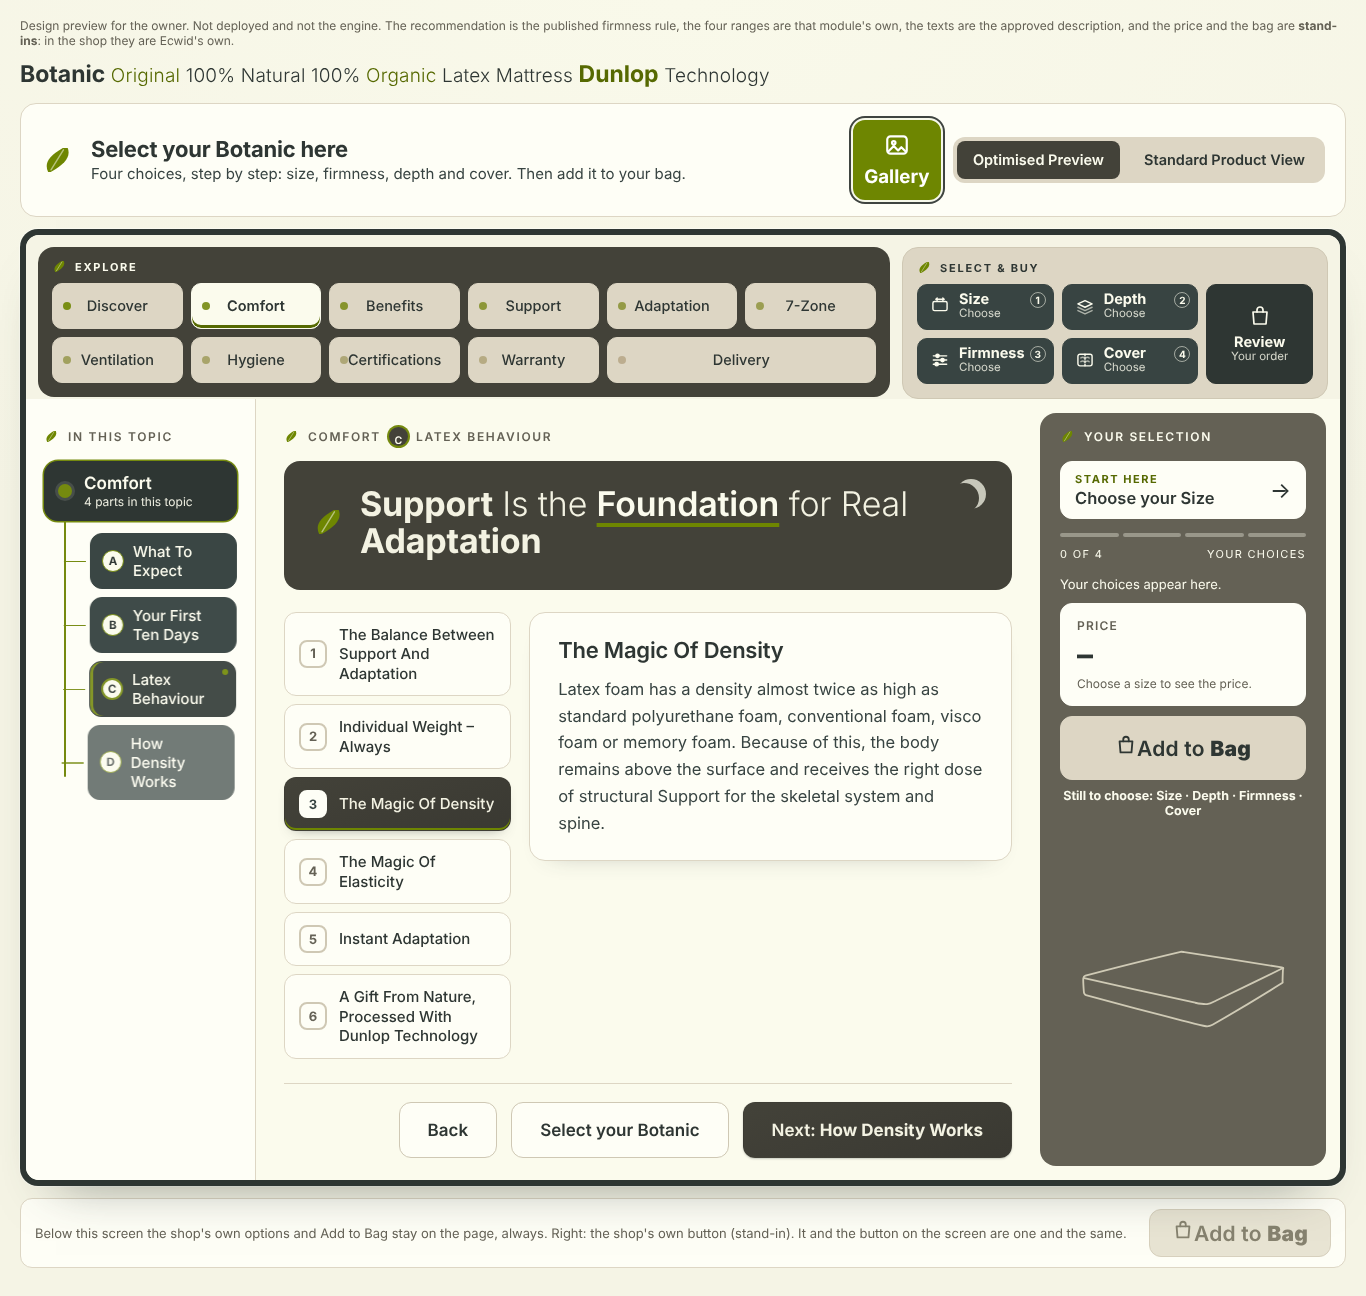 Design preview for the owner. Not deployed and not the engine. The recommendation is the published firmness rule, the four ranges are that module's own, the texts are the approved description, and the price and the bag are stand-
ins: in the shop they are Ecwid's own.
Botanic Original 100% Natural 100% Organic Latex Mattress Dunlop Technology
Select your Botanic here
Four choices, step by step: size, firmness, depth and cover. Then add it to your bag.
Gallery
Optimised Preview
Standard Product View
EXPLORE
Discover
Comfort
Benefits
Support
Adaptation
7-Zone
Ventilation
Hygiene
Certifications
Warranty
Delivery
SELECT & BUY
Size
Choose
1
Depth
Choose
2
Firmness
Choose
3
Cover
Choose
4
Review
Your order
IN THIS TOPIC
Comfort
4 parts in this topic
A
What To
Expect
B
Your First
Ten Days
C
Latex
Behaviour
D
How
Density
Works
COMFORT C LATEX BEHAVIOUR
Support Is the Foundation for Real
Adaptation
1
The Balance Between
Support And
Adaptation
2
Individual Weight –
Always
3
The Magic Of Density
4
The Magic Of
Elasticity
5
Instant Adaptation
6
A Gift From Nature,
Processed With
Dunlop Technology
The Magic Of Density
Latex foam has a density almost twice as high as
standard polyurethane foam, conventional foam, visco
foam or memory foam. Because of this, the body
remains above the surface and receives the right dose
of structural Support for the skeletal system and
spine.
Back
Select your Botanic
Next: How Density Works
YOUR SELECTION
START HERE
Choose your Size
0 OF 4
YOUR CHOICES
Your choices appear here.
PRICE
–
Choose a size to see the price.
Add to Bag
Still to choose: Size · Depth · Firmness ·
Cover
Below this screen the shop's own options and Add to Bag stay on the page, always. Right: the shop's own button (stand-in). It and the button on the screen are one and the same.
Add to Bag